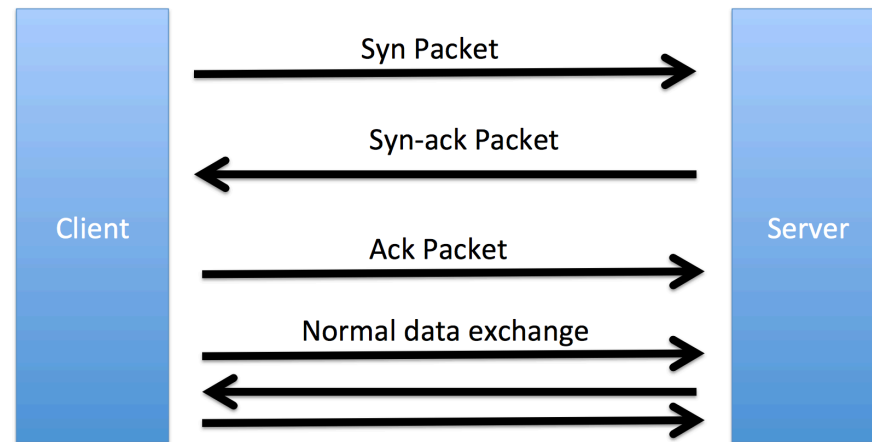 Syn Packet
Syn-ack Packet
Client
Server
Ack Packet
Normal data exchange